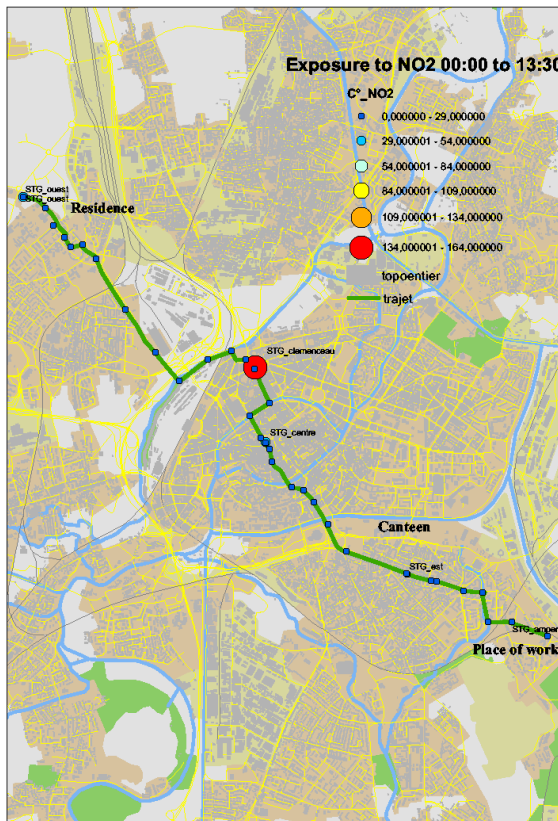 Exposure to NO2 00:00 to 13:30
C°_NO2
0,000000 - 29,000000
29,000001 - 54,000000
54,000001 - 84,000000
84,000001 - 109,000000
109,000001 - 134,000000
134,000001 - 164,000000
topoentier
trajet
STG_ouest
STG_ouest
Residence
STG_clemenceau
STG_centre
Canteen
STG_est
STG_amper
Place of work